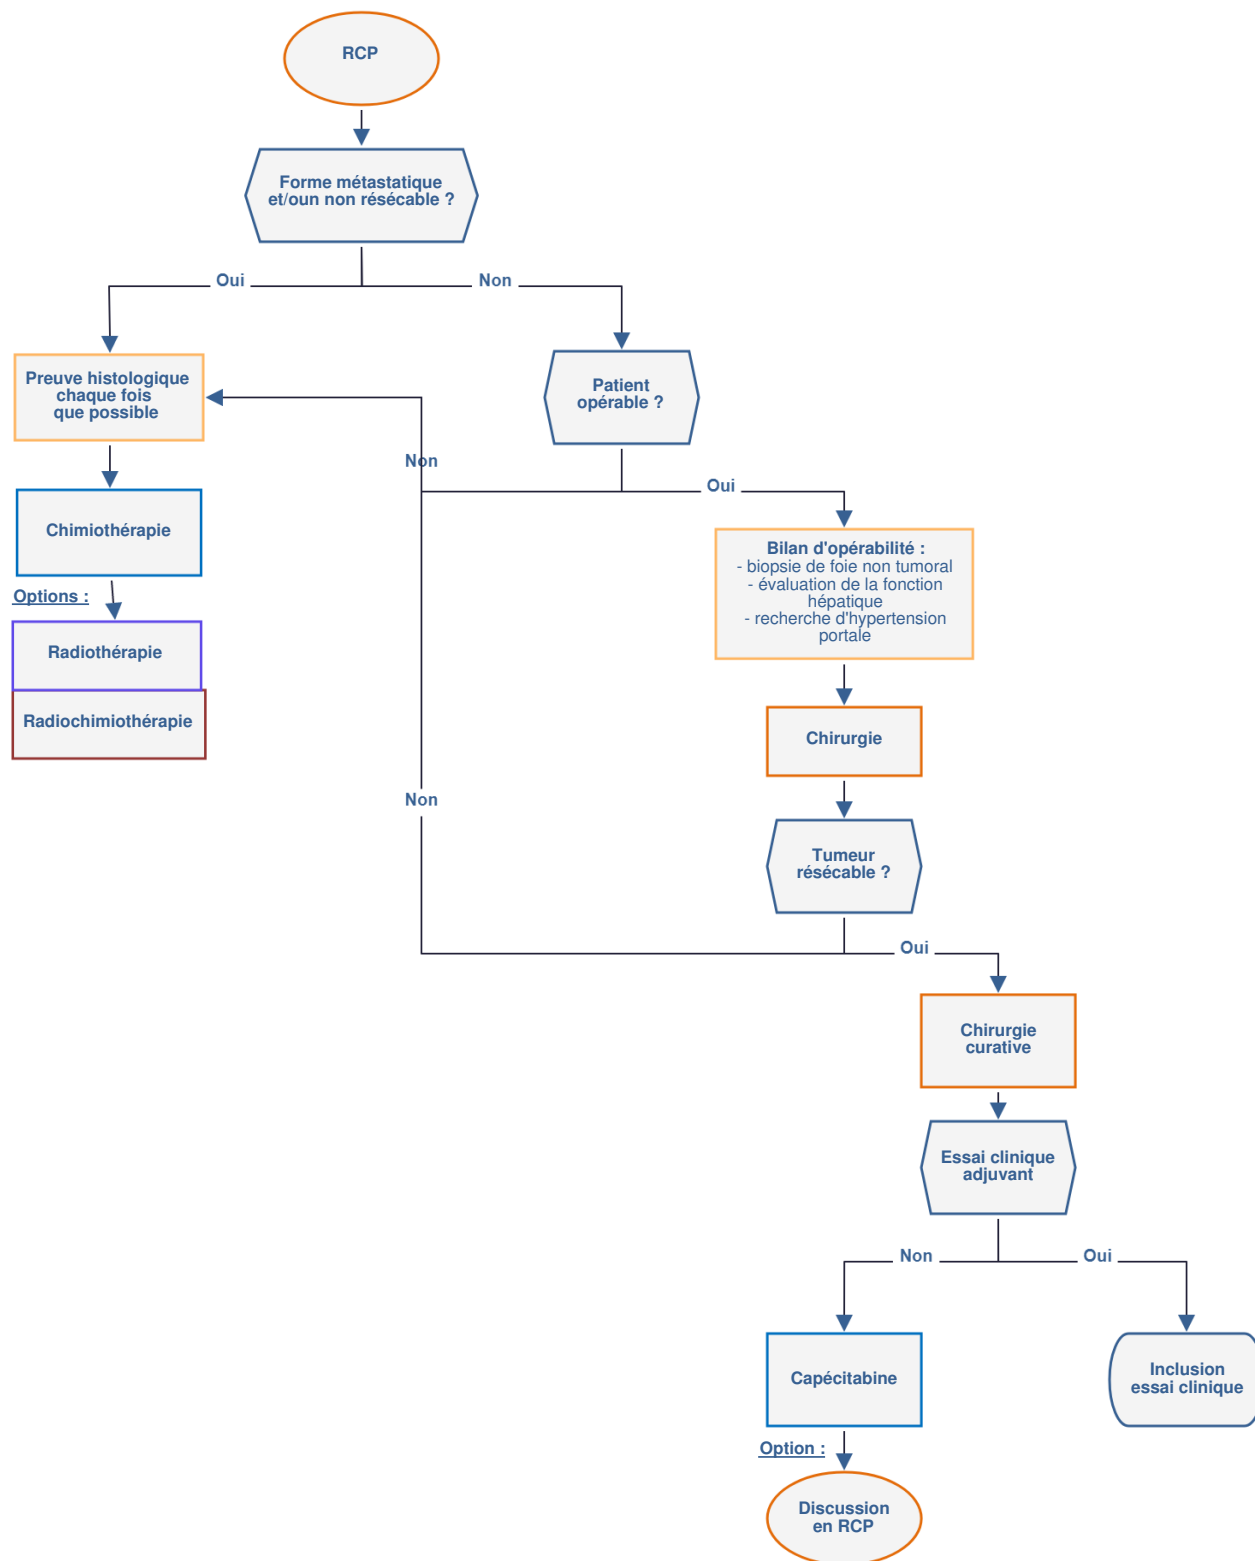 RCP
Forme métastatique
et/oun non résécable ?
Oui
Non
Preuve histologique
chaque fois
que possible
Patient
opérable ?
Non
Oui
Chimiothérapie
Bilan d'opérabilité :
- biopsie de foie non tumoral
- évaluation de la fonction
hépatique
- recherche d'hypertension
portale
Options :
Radiothérapie
Radiochimiothérapie
Chirurgie
Non
Tumeur
résécable ?
Oui
Chirurgie
curative
Essai clinique
adjuvant
Non
Oui
Capécitabine
Inclusion
essai clinique
Option :
Discussion
en RCP